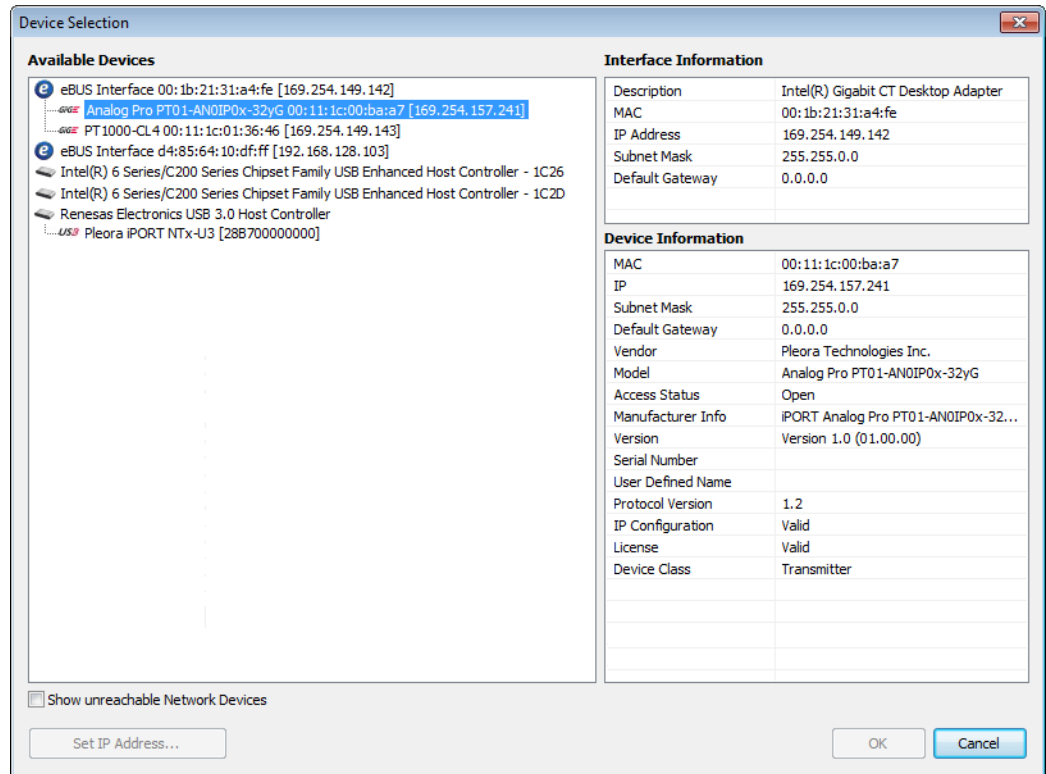 Device Selection
Available Devices
eBUS Interface 00:1b:21:31:a4:fe [169.254.149.142]
GIGE Analog Pro PT01-AN0IP0x-32yG 00:11:1c:00:ba:a7 [169.254.157.241]
GIGE PT1000-CL4 00:11:1c:01:36:46 [169.254.149.143]
eBUS Interface d4:85:64:10:df:ff [192.168.128.103]
Intel(R) 6 Series/C200 Series Chipset Family USB Enhanced Host Controller - 1C26
Intel(R) 6 Series/C200 Series Chipset Family USB Enhanced Host Controller - 1C2D
Renesas Electronics USB 3.0 Host Controller
USB Pleora iPORT NTx-U3 [28B700000000]
Show unreachable Network Devices
Set IP Address...
Interface Information
Description Intel(R) Gigabit CT Desktop Adapter
MAC 00:1b:21:31:a4:fe
IP Address 169.254.149.142
Subnet Mask 255.255.0.0
Default Gateway 0.0.0.0
Device Information
MAC 00:11:1c:00:ba:a7
IP 169.254.157.241
Subnet Mask 255.255.0.0
Default Gateway 0.0.0.0
Vendor Pleora Technologies Inc.
Model Analog Pro PT01-AN0IP0x-32yG
Access Status Open
Manufacturer Info iPORT Analog Pro PT01-AN0IP0x-32...
Version Version 1.0 (01.00.00)
Serial Number
User Defined Name
Protocol Version 1.2
IP Configuration Valid
License Valid
Device Class Transmitter
OK Cancel